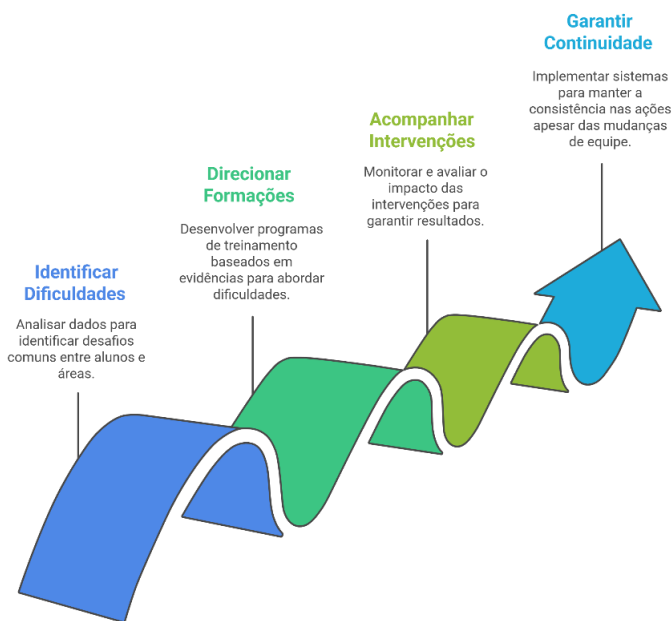 Identificar
Dificuldades
Analisar dados para
identificar desafios
comuns entre alunos e
áreas.
Direcionar
Formações
Desenvolver programas
de treinamento
baseados em
evidências para abordar
dificuldades.
Acompanhar
Intervenções
Monitorar e avaliar o
impacto das
intervenções para
garantir resultados.
Garantir
Continuidade
Implementar sistemas
para manter a
consistência nas ações
apesar das mudanças
de equipe.